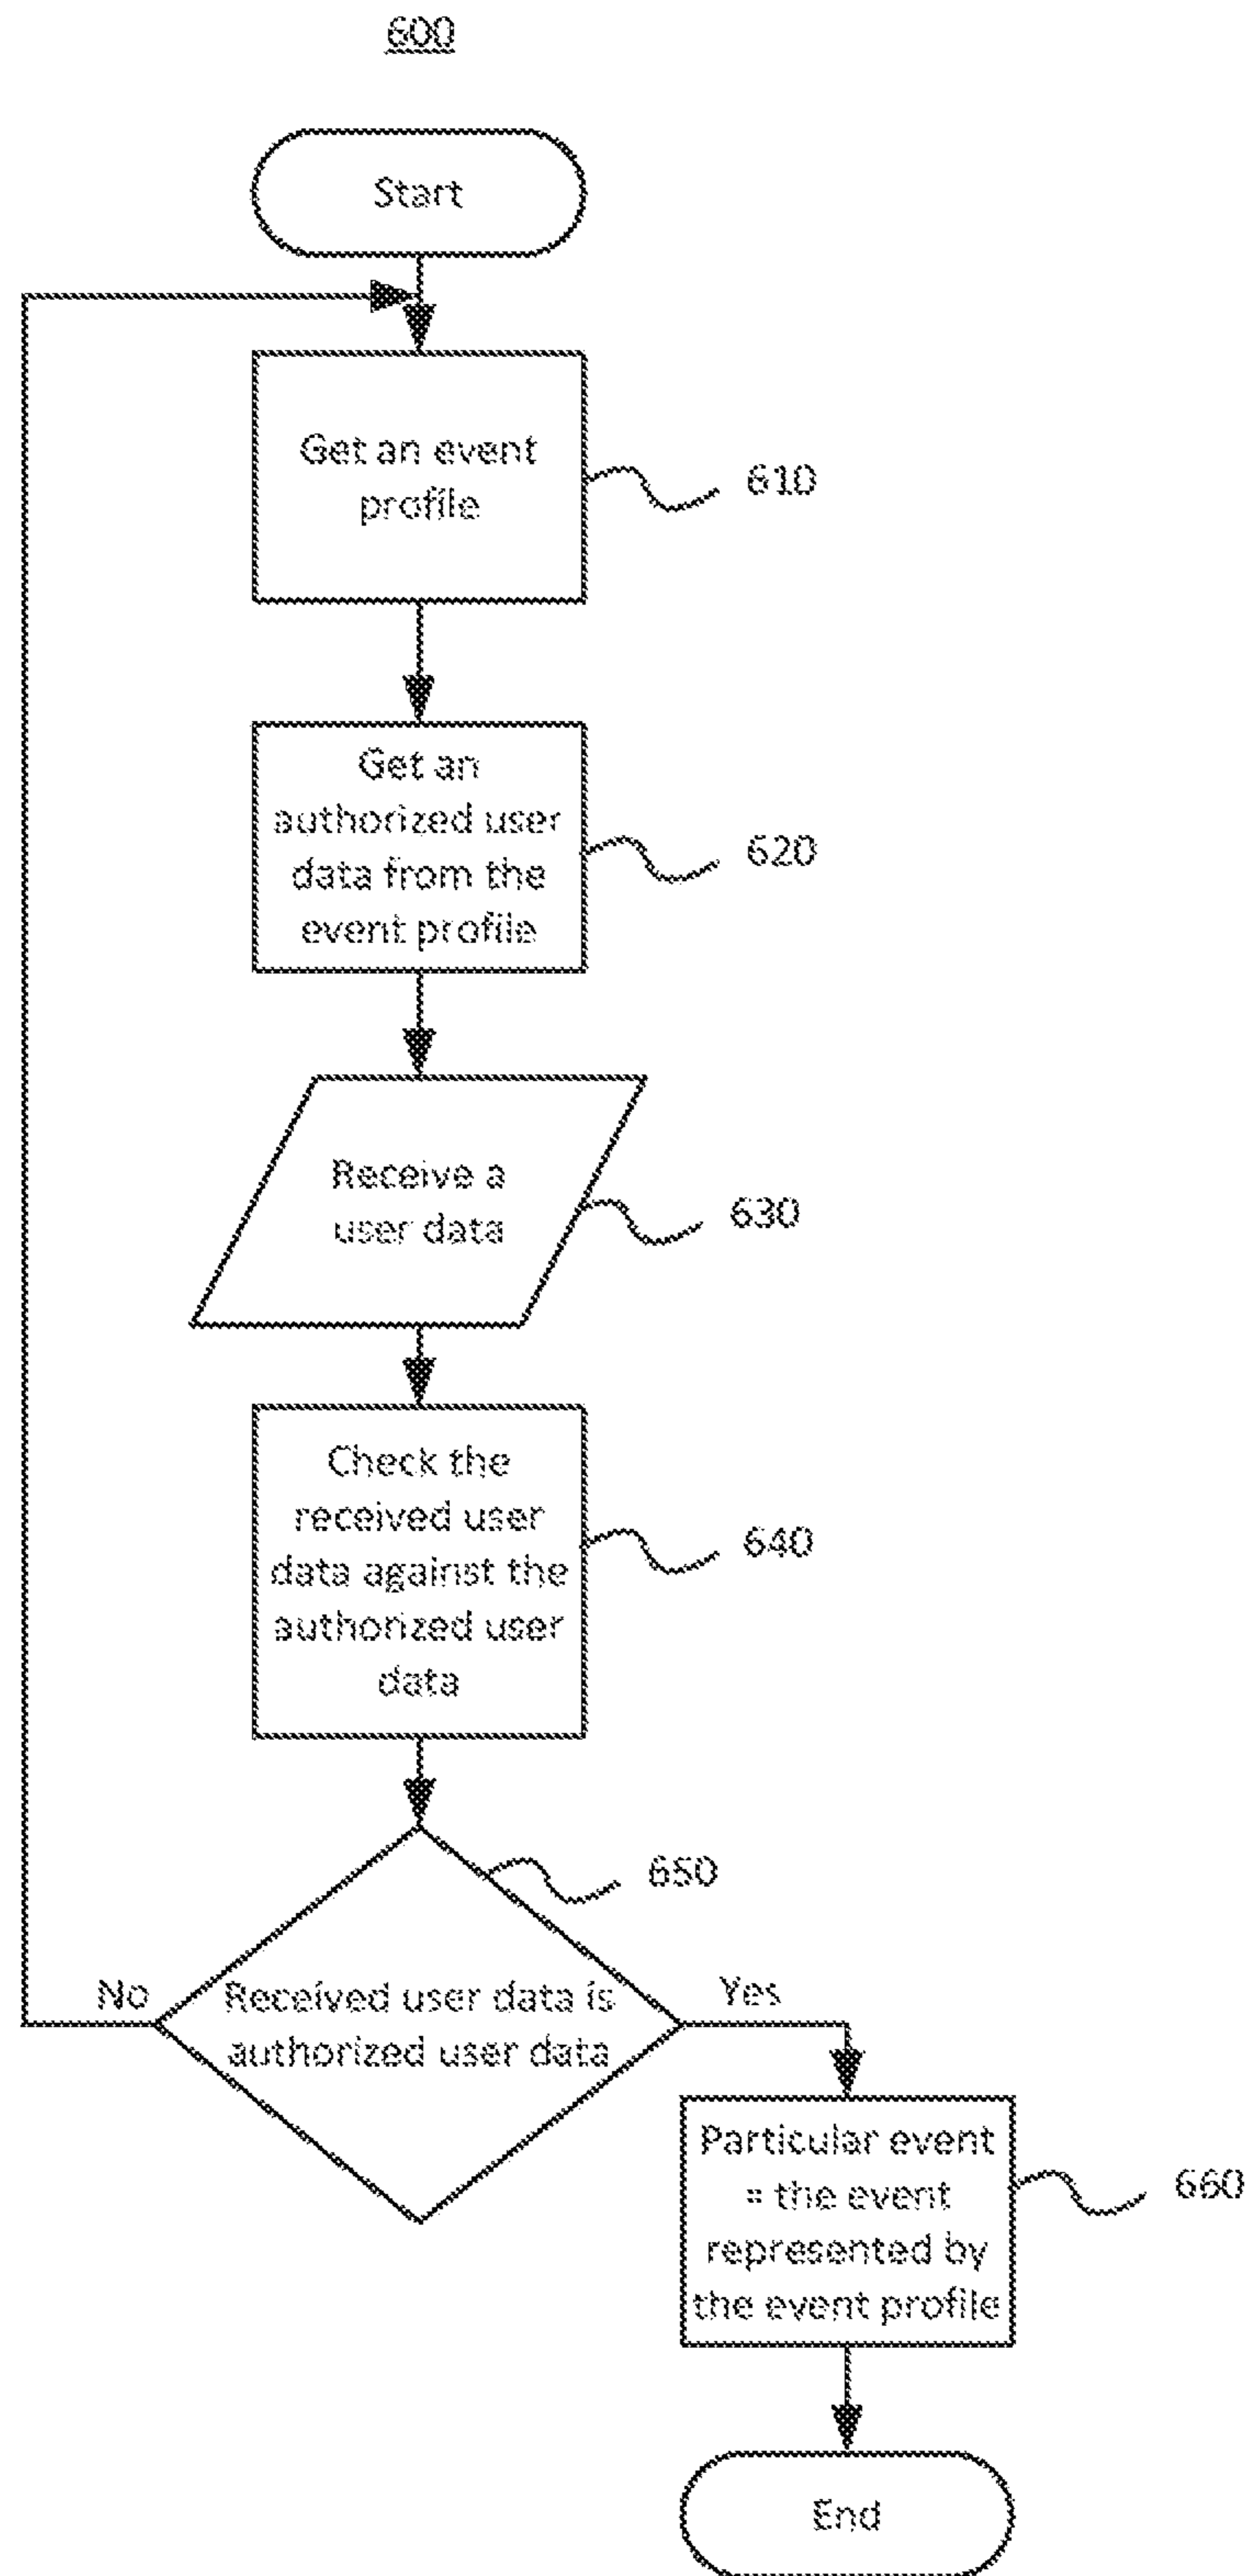 600
Start
Get an event
profile
610
Get an
authorized user
data from the
event profile
620
Receive a
user data
630
Check the
received user
data against the
authorized user
data
640
650
No
Received user data is
authorized user data
Yes
Particular event
= the event
represented by
the event profile
660
End